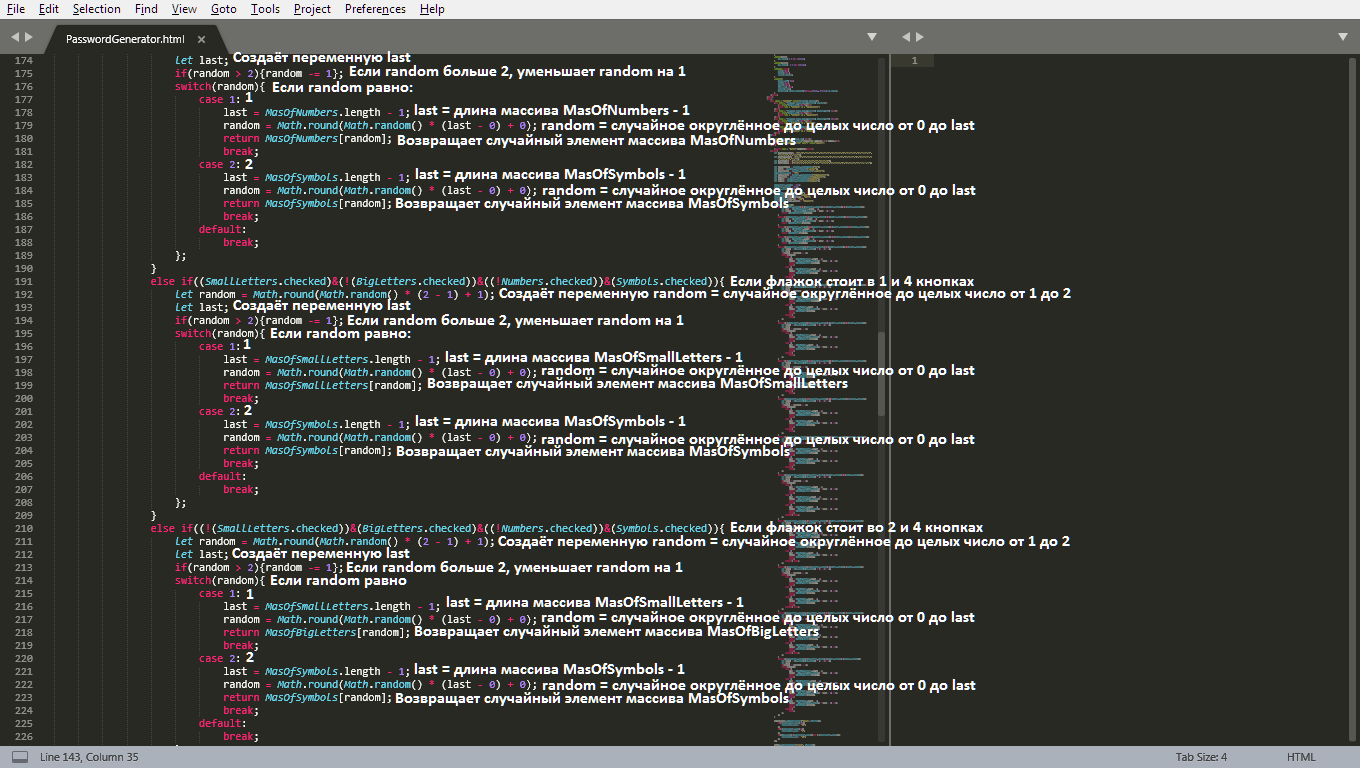 File Edit Selection Find View Goto Tools Project Preferences Help
PasswordGenerator.html ×
174 let last; Создаёт переменную last
175 if(random > 2){random -= 1}; Если random больше 2, уменьшает random на 1
176 switch(random){ Если random равно:
177 case 1: 1
178 last = MasOfNumbers.length - 1; last = длина массива MasOfNumbers - 1
179 random = Math.round(Math.random() * (last - 0) + 0); random = случайное округлённое до целых число от 0 до last
180 return MasOfNumbers[random]; Возвращает случайный элемент массива MasOfNumbers
181 break;
182 case 2: 2
183 last = MasOfSymbols.length - 1; last = длина массива MasOfSymbols - 1
184 random = Math.round(Math.random() * (last - 0) + 0); random = случайное округлённое до целых число от 0 до last
185 return MasOfSymbols[random]; Возвращает случайный элемент массива MasOfSymbols
186 break;
187 default:
188 break;
189 };
190 }
191 else if((SmallLetters.checked)&(!(BigLetters.checked))&((!Numbers.checked))&(Symbols.checked)){ Если флажок стоит в 1 и 4 кнопках
192 let random = Math.round(Math.random() * (2 - 1) + 1); Создаёт переменную random = случайное округлённое до целых число от 1 до 2
193 let last; Создаёт переменную last
194 if(random > 2){random -= 1}; Если random больше 2, уменьшает random на 1
195 switch(random){ Если random равно:
196 case 1: 1
197 last = MasOfSmallLetters.length - 1; last = длина массива MasOfSmallLetters - 1
198 random = Math.round(Math.random() * (last - 0) + 0); random = случайное округлённое до целых число от 0 до last
199 return MasOfSmallLetters[random]; Возвращает случайный элемент массива MasOfSmallLetters
200 break;
201 case 2: 2
202 last = MasOfSymbols.length - 1; last = длина массива MasOfSymbols - 1
203 random = Math.round(Math.random() * (last - 0) + 0); random = случайное округлённое до целых число от 0 до last
204 return MasOfSymbols[random]; Возвращает случайный элемент массива MasOfSymbols
205 break;
206 default:
207 break;
208 };
209 }
210 else if((!(SmallLetters.checked))&(BigLetters.checked)&((!Numbers.checked))&(Symbols.checked)){ Если флажок стоит во 2 и 4 кнопках
211 let random = Math.round(Math.random() * (2 - 1) + 1); Создаёт переменную random = случайное округлённое до целых число от 1 до 2
212 let last; Создаёт переменную last
213 if(random > 2){random -= 1}; Если random больше 2, уменьшает random на 1
214 switch(random){ Если random равно
215 case 1: 1
216 last = MasOfSmallLetters.length - 1; last = длина массива MasOfSmallLetters - 1
217 random = Math.round(Math.random() * (last - 0) + 0); random = случайное округлённое до целых число от 0 до last
218 return MasOfBigLetters[random]; Возвращает случайный элемент массива MasOfBigLetters
219 break;
220 case 2: 2
221 last = MasOfSymbols.length - 1; last = длина массива MasOfSymbols - 1
222 random = Math.round(Math.random() * (last - 0) + 0); random = случайное округлённое до целых число от 0 до last
223 return MasOfSymbols[random]; Возвращает случайный элемент массива MasOfSymbols
224 break;
225 default:
226 break;
1
Line 143, Column 35 Tab Size: 4 HTML